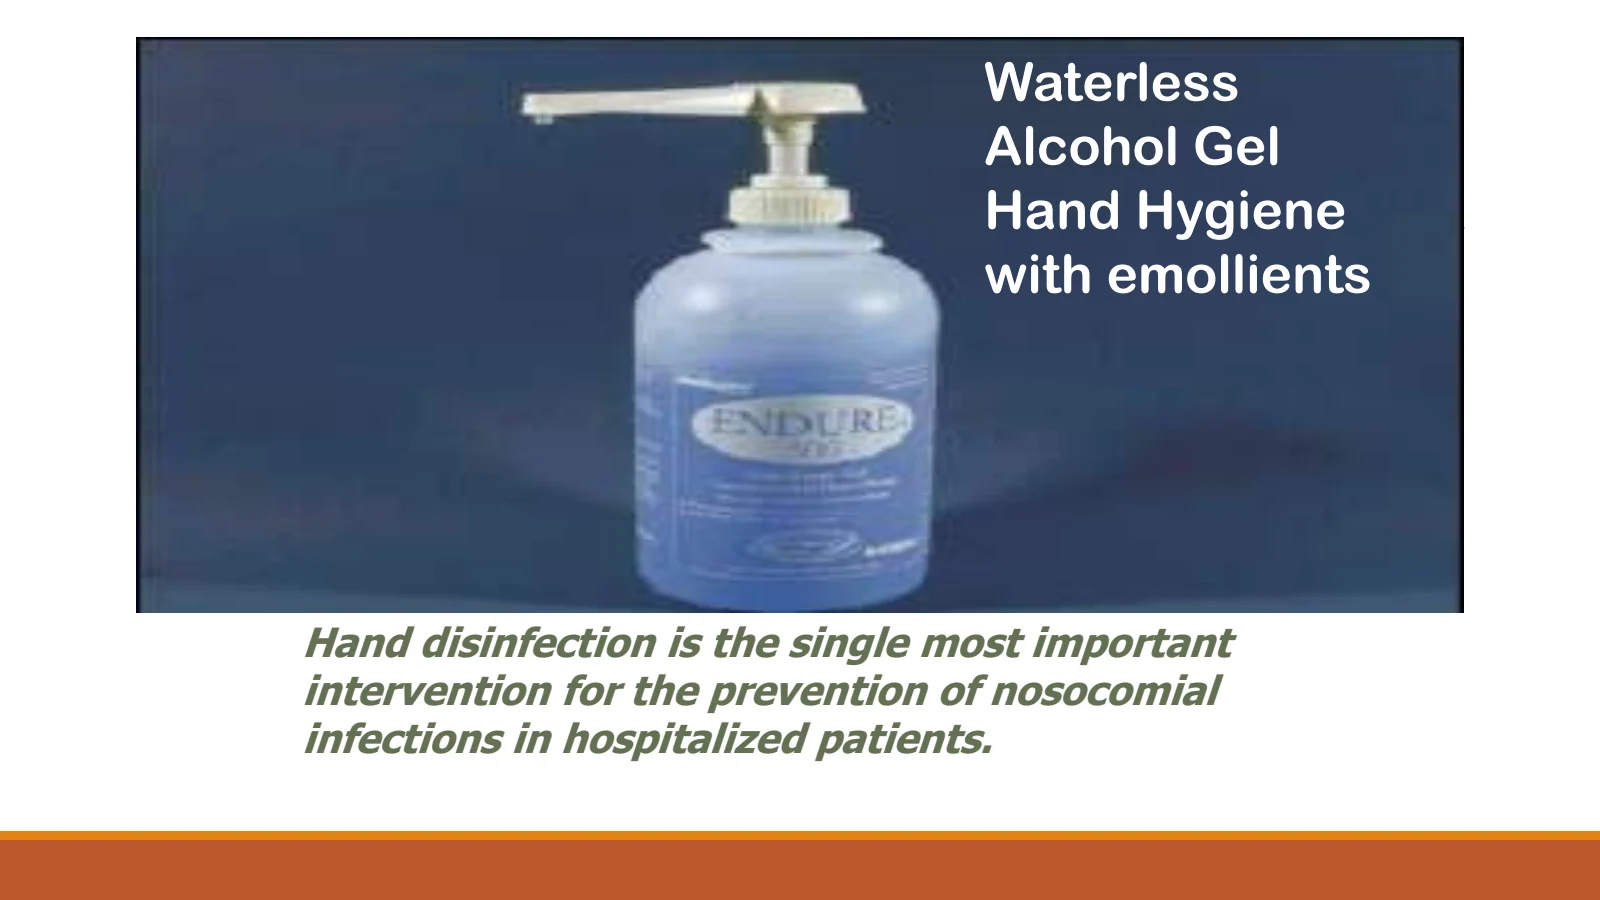 Waterless
Alcohol Gel
Hand Hygiene
with emollients
ENDURE
Hand disinfection is the single most important
intervention for the prevention of nosocomial
infections in hospitalized patients.